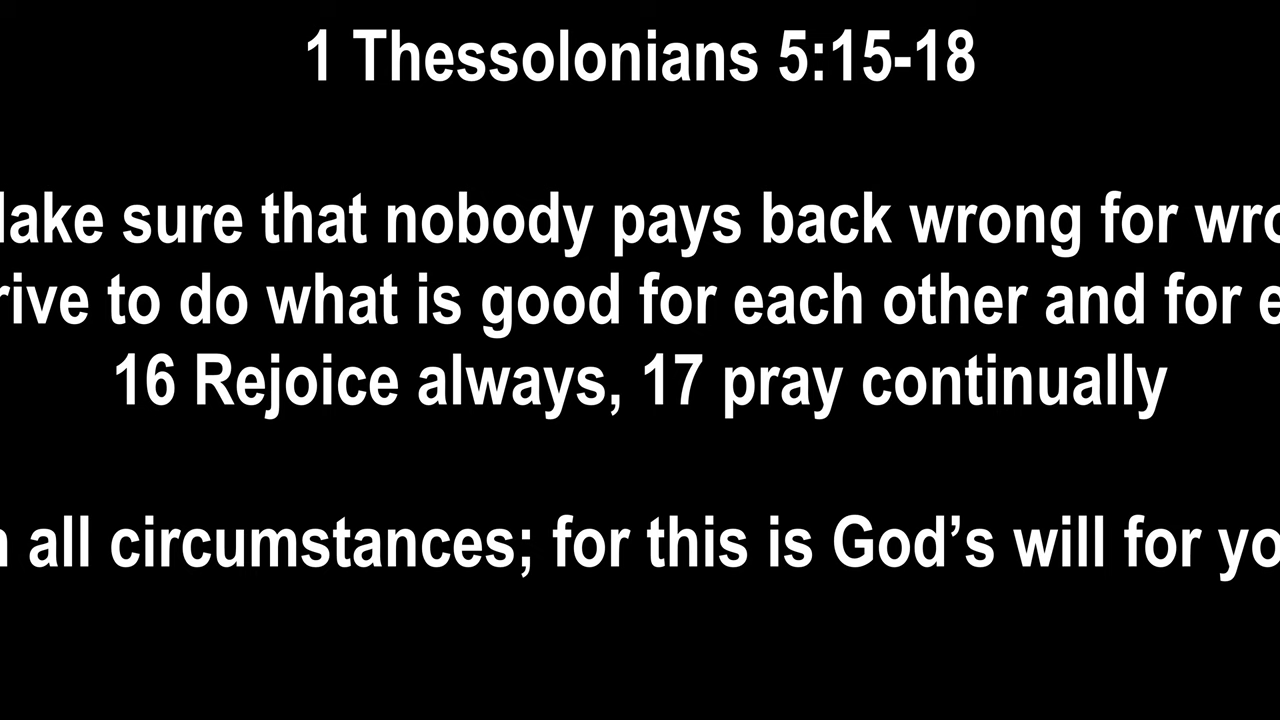 1 Thessolonians 5:15-18
ake sure that nobody pays back wrong for wro
rive to do what is good for each other and for e
16 Rejoice always, 17 pray continually
all circumstances; for this is God’s will for yo